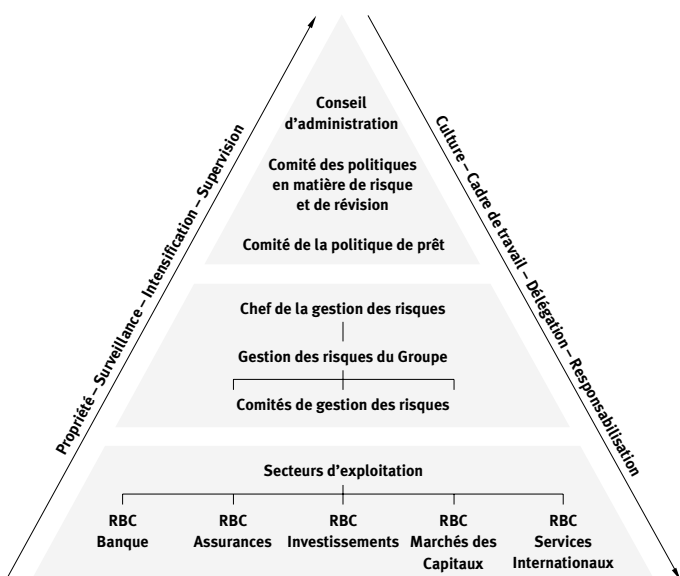 Conseil
d'administration
Comité des politiques
en matière de risque
et de révision
Comité de la politique de prêt
Propriété – Surveillance – Intensification – Supervision
Culture – Cadre de travail – Délégation – Responsabilisation
Chef de la gestion des risques
Gestion des risques du Groupe
Comités de gestion des risques
Secteurs d'exploitation
RBC
Banque
RBC
Assurances
RBC
Investissements
RBC
Marchés des
Capitaux
RBC
Services
Internationaux